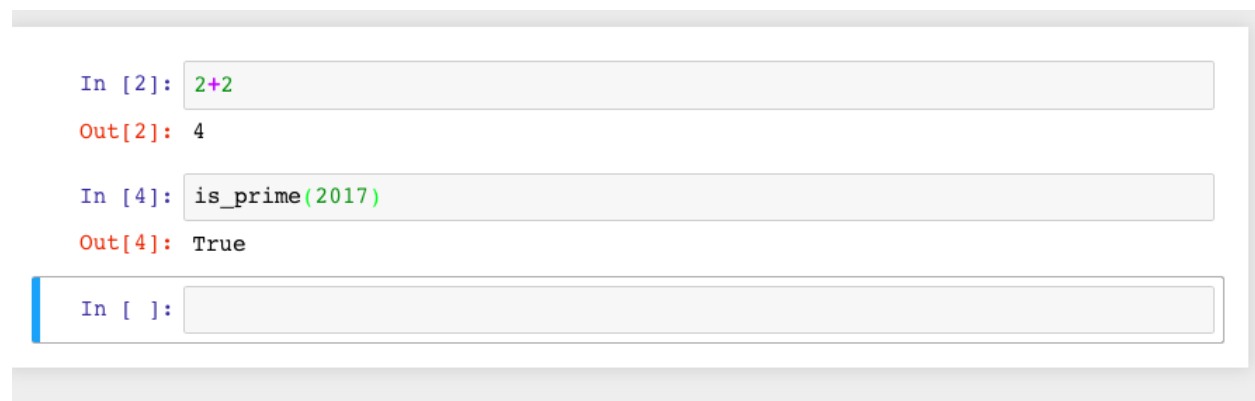 In [2]: 2+2
Out[2]: 4
In [4]: is_prime(2017)
Out[4]: True
In [ ]: